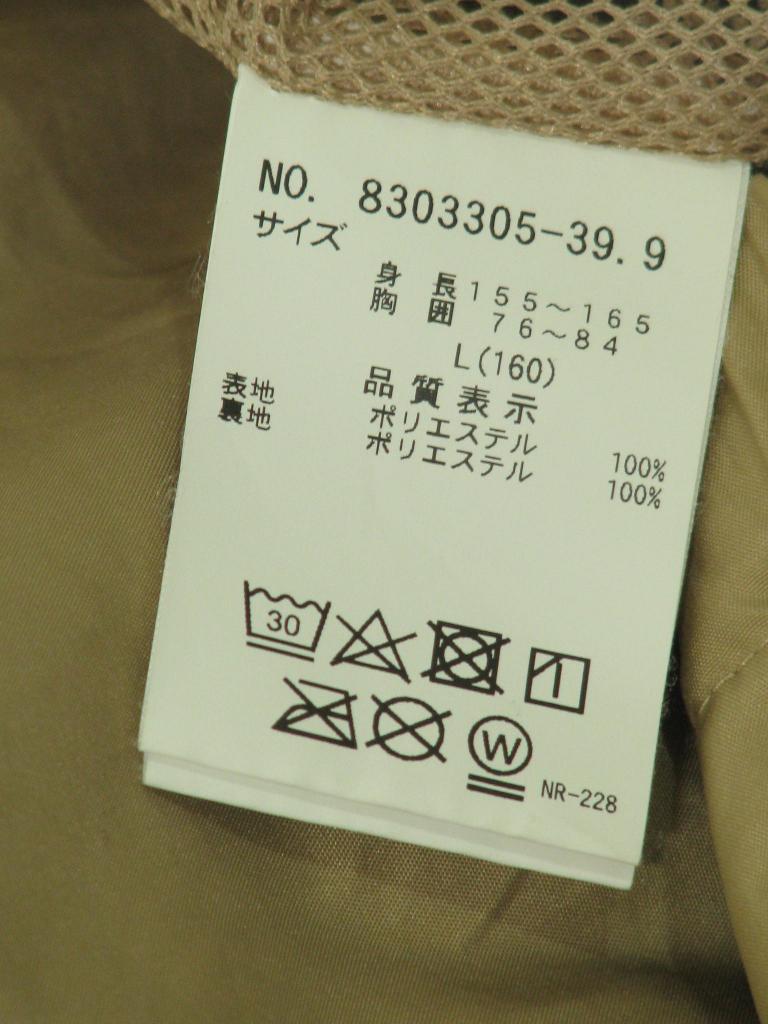 NO. 8303305-39.9
サイズ
身 長 155～165
胸 囲 76～84
L(160)
品質表示
表地 ポリエステル 100%
裏地 ポリエステル 100%
30
W
NR-228